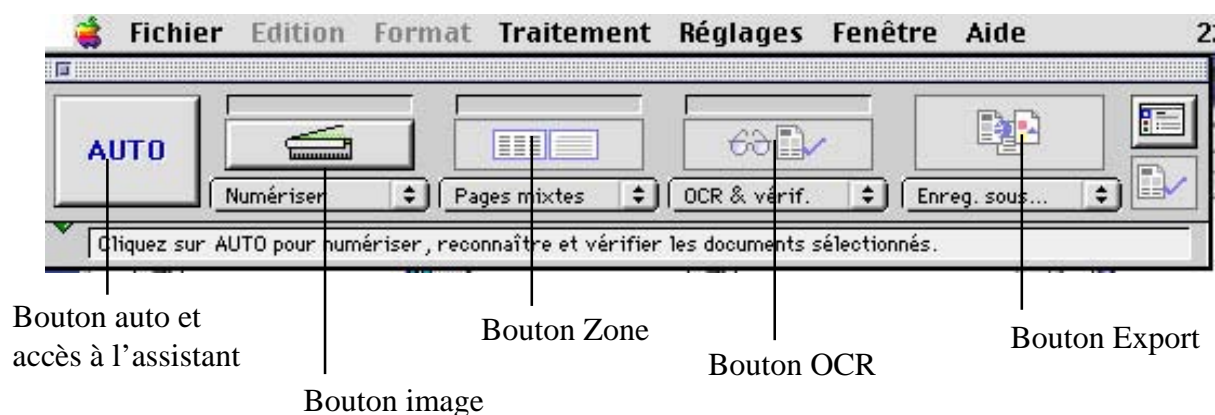 Fichier Edition Format Traitement Réglages Fenêtre Aide
AUTO
Numériser Pages mixtes OCR & vérif. Enreg. sous...
Cliquez sur AUTO pour numériser, reconnaître et vérifier les documents sélectionnés.
Bouton auto et
accès à l’assistant
Bouton image
Bouton Zone
Bouton OCR
Bouton Export